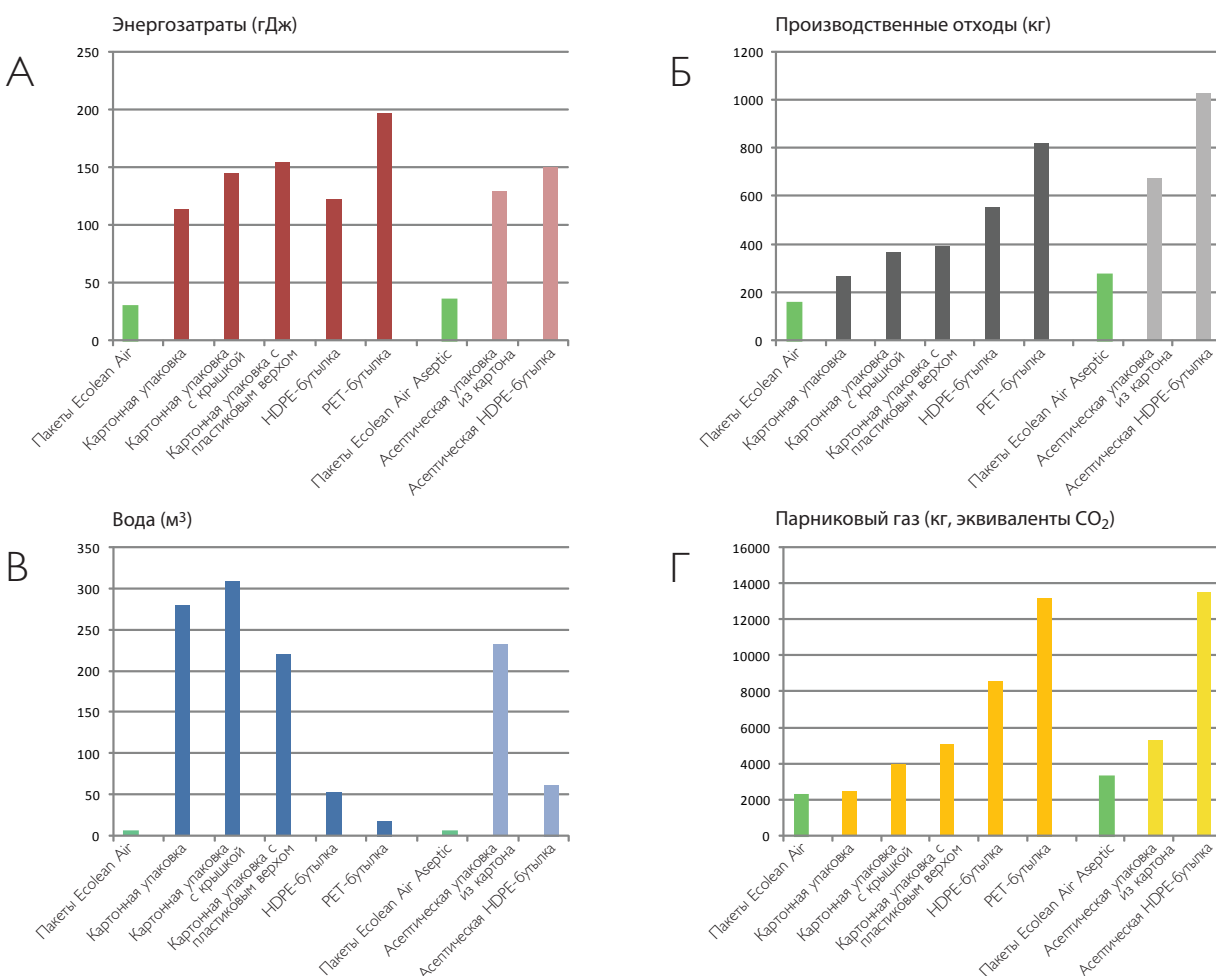 Энергозатраты (гДж)
А
250
200
150
100
50
0
Пакеты Ecolean Air
Картонная упаковка
Картонная упаковка
с крышкой
Картонная упаковка с
пластиковым верхом
HDPE-бутылка
PET-бутылка
Пакеты Ecolean Air Aseptic
Асептическая упаковка
из картона
Асептическая HDPE-бутылка
Производственные отходы (кг)
Б
1200
1000
800
600
400
200
0
Пакеты Ecolean Air
Картонная упаковка
Картонная упаковка
с крышкой
Картонная упаковка с
пластиковым верхом
HDPE-бутылка
PET-бутылка
Пакеты Ecolean Air Aseptic
Асептическая упаковка
из картона
Асептическая HDPE-бутылка
Вода (м³)
В
350
300
250
200
150
100
50
0
Пакеты Ecolean Air
Картонная упаковка
Картонная упаковка
с крышкой
Картонная упаковка с
пластиковым верхом
HDPE-бутылка
PET-бутылка
Пакеты Ecolean Air Aseptic
Асептическая упаковка
из картона
Асептическая HDPE-бутылка
Парниковый газ (кг, эквиваленты CO₂)
Г
16000
14000
12000
10000
8000
6000
4000
2000
0
Пакеты Ecolean Air
Картонная упаковка
Картонная упаковка
с крышкой
Картонная упаковка с
пластиковым верхом
HDPE-бутылка
PET-бутылка
Пакеты Ecolean Air Aseptic
Асептическая упаковка
из картона
Асептическая HDPE-бутылка